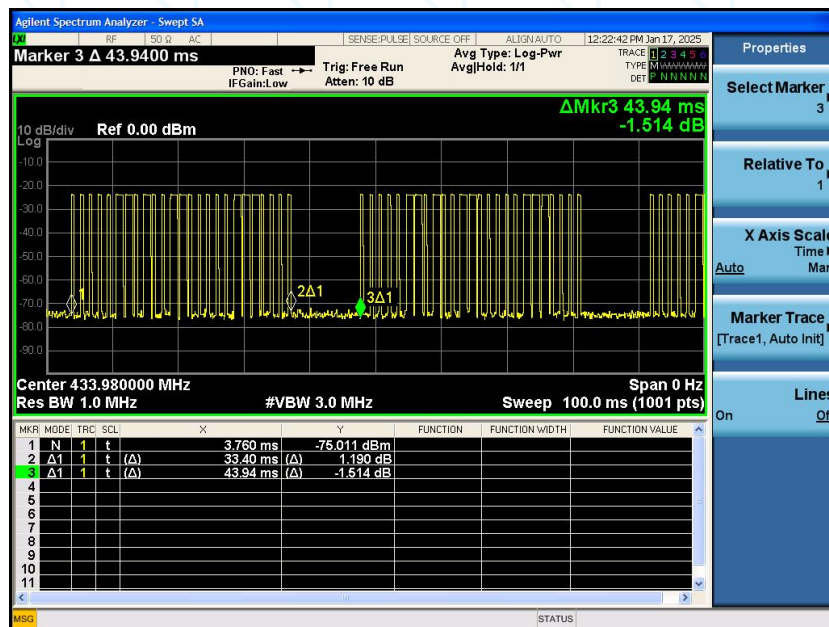 Agilent Spectrum Analyzer - Swept SA
LXI RF 50 Ω AC SENSE:PULSE SOURCE OFF ALIGN AUTO 12:22:42 PM Jan 17, 2025
Marker 3 Δ 43.9400 ms
PNO: Fast
IFGain:Low
Trig: Free Run
Atten: 10 dB
Avg Type: Log-Pwr
Avg|Hold: 1/1
TRACE 1 2 3 4 5 6
TYPE M WWWWW
DET P N N N N N
ΔMkr3 43.94 ms
-1.514 dB
10 dB/div Ref 0.00 dBm
Log
-10.0
-20.0
-30.0
-40.0
-50.0
-60.0
-70.0
-80.0
-90.0
1
2Δ1
3Δ1
Center 433.980000 MHz Span 0 Hz
Res BW 1.0 MHz #VBW 3.0 MHz Sweep 100.0 ms (1001 pts)
MKR MODE TRC SCL X Y FUNCTION FUNCTION WIDTH FUNCTION VALUE
1 N 1 t 3.760 ms -75.011 dBm
2 Δ1 1 t (Δ) 33.40 ms (Δ) 1.190 dB
3 Δ1 1 t (Δ) 43.94 ms (Δ) -1.514 dB
4
5
6
7
8
9
10
11
MSG STATUS
Properties
Select Marker
3
Relative To
1
X Axis Scale
Time
Auto Man
Marker Trace
[Trace1, Auto Init]
Lines
On Off